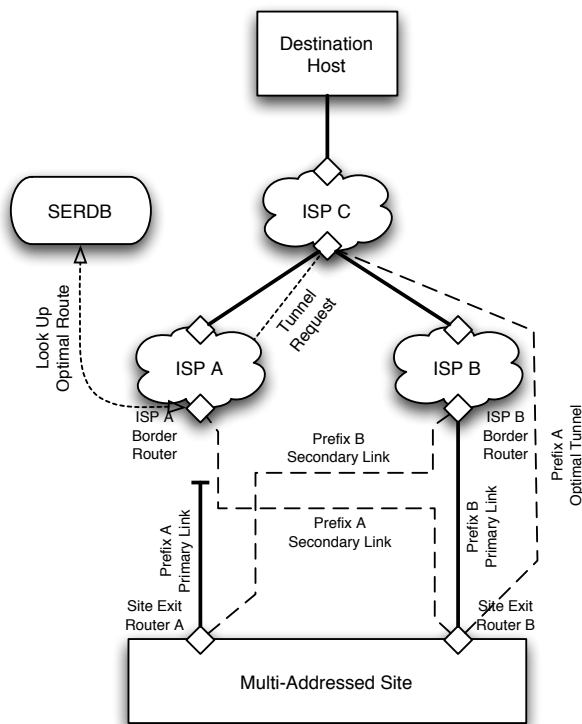 Destination
Host
SERDB
ISP C
Look Up
Optimal Route
Tunnel
Request
ISP A
ISP B
ISP A
Border
Router
ISP B
Border
Router
Prefix B
Secondary Link
Prefix A
Optimal Tunnel
Prefix A
Primary Link
Prefix A
Secondary Link
Prefix B
Primary Link
Site Exit
Router A
Site Exit
Router B
Multi-Addressed Site